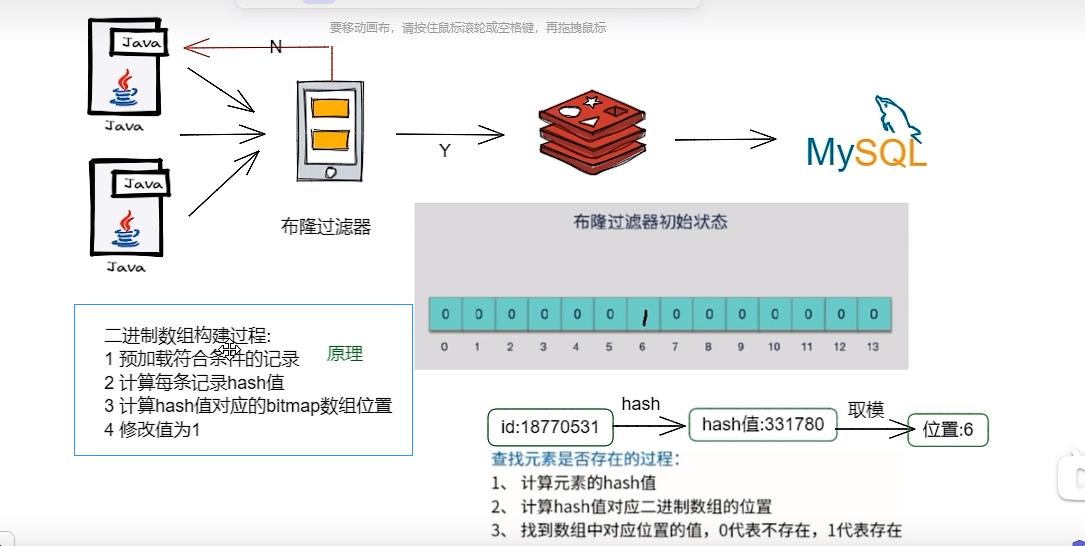 要移动画布，请按住鼠标滚轮或空格键，再拖拽鼠标
Java
N
Java
Y
MySQL
Java
布隆过滤器
Java
布隆过滤器初始状态
0 0 0 0 0 0 1 0 0 0 0 0 0 0
0 1 2 3 4 5 6 7 8 9 10 11 12 13
二进制数组构建过程:
1 预加载符合条件的记录
原理
2 计算每条记录hash值
3 计算hash值对应的bitmap数组位置
4 修改值为1
id:18770531
hash
hash值:331780
取模
位置:6
查找元素是否存在的过程：
1、 计算元素的hash值
2、 计算hash值对应二进制数组的位置
3、 找到数组中对应位置的值，0代表不存在，1代表存在